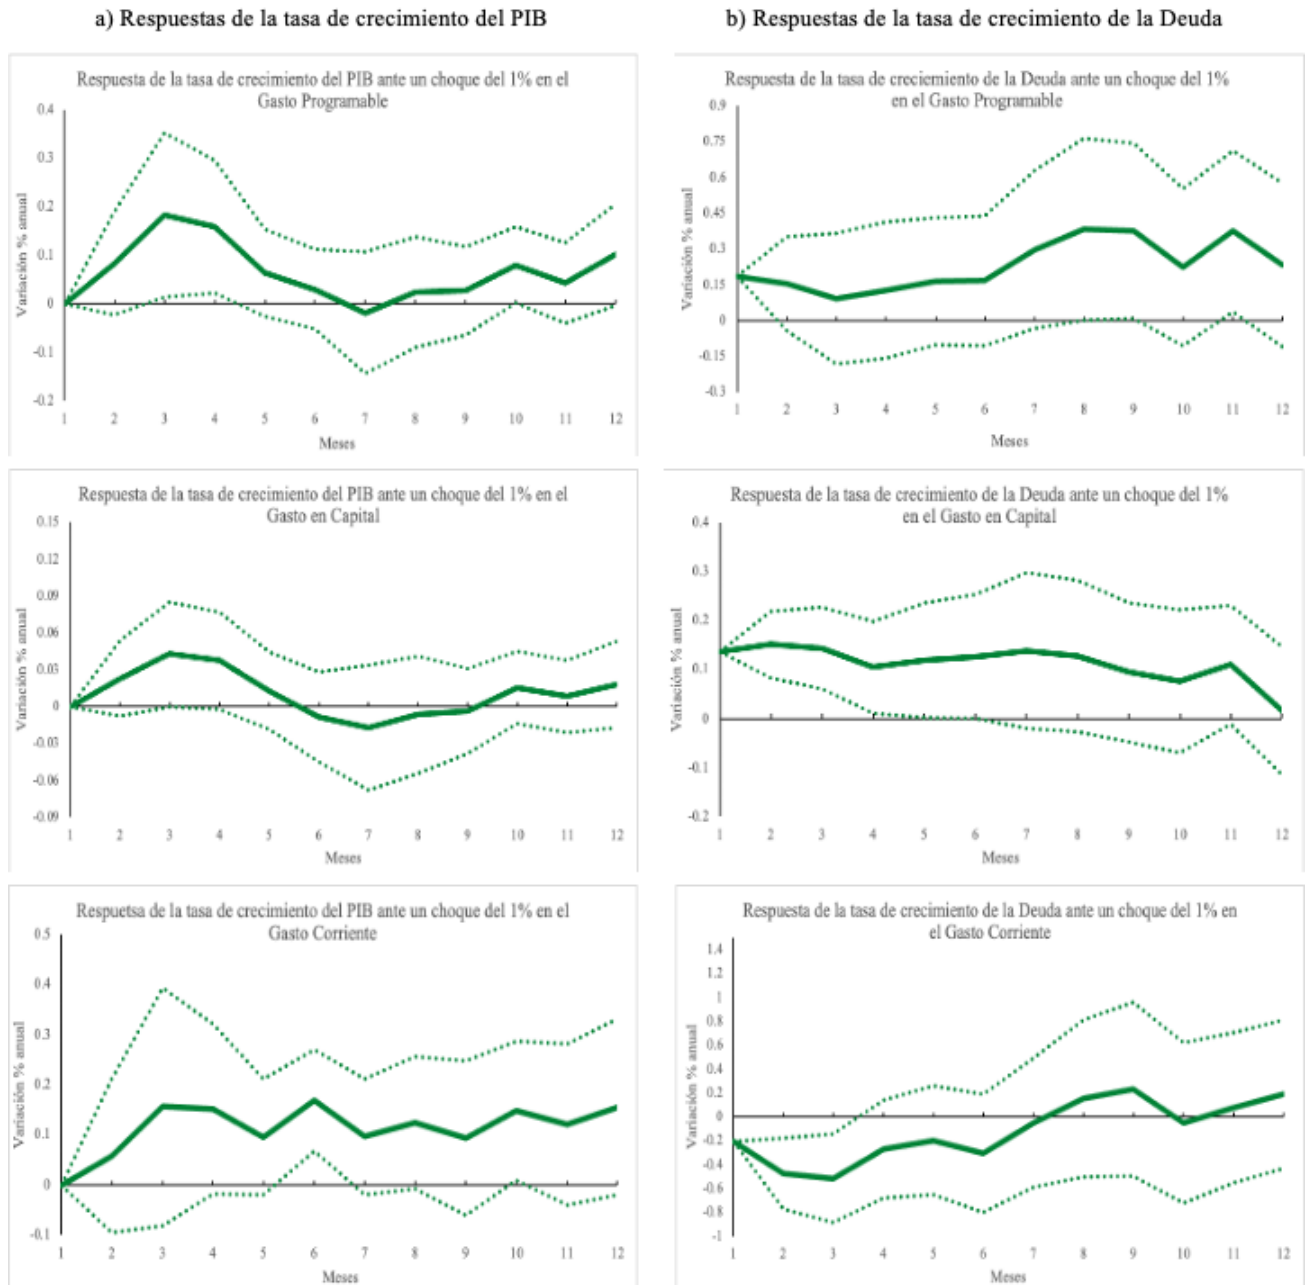 a) Respuestas de la tasa de crecimiento del PIB
b) Respuestas de la tasa de crecimiento de la Deuda
Respuesta de la tasa de crecimiento del PIB ante un choque del 1% en el
Gasto Programable
0.4
0.3
0.2
0.1
0
-0.1
-0.2
Variación % anual
1 2 3 4 5 6 7 8 9 10 11 12
Meses
Respuesta de la tasa de creciemiento de la Deuda ante un choque del 1%
en el Gasto Programable
0.9
0.75
0.6
0.45
0.3
0.15
0
-0.15
-0.3
Variación % anual
1 2 3 4 5 6 7 8 9 10 11 12
Meses
Respuesta de la tasa de crecimiento del PIB ante un choque del 1% en el
Gasto en Capital
0.15
0.12
0.09
0.06
0.03
0
-0.03
-0.06
-0.09
Variación % anual
1 2 3 4 5 6 7 8 9 10 11 12
Meses
Respuesta de la tasa de crecimiento de la Deuda ante un choque del 1%
en el Gasto en Capital
0.4
0.3
0.2
0.1
0
-0.1
-0.2
Variación % anual
1 2 3 4 5 6 7 8 9 10 11 12
Meses
Respuetsa de la tasa de crecimiento del PIB ante un choque del 1% en el
Gasto Corriente
0.5
0.4
0.3
0.2
0.1
0
-0.1
Variación % anual
1 2 3 4 5 6 7 8 9 10 11 12
Meses
Respuesta de la tasa de crecimiento de la Deuda ante un choque del 1% en
el Gasto Corriente
1.4
1.2
1
0.8
0.6
0.4
0.2
0
-0.2
-0.4
-0.6
-0.8
-1
Variación % anual
1 2 3 4 5 6 7 8 9 10 11 12
Meses